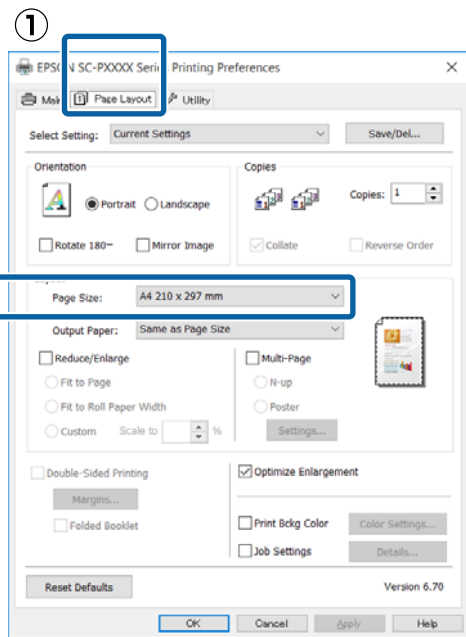 ①
EPSON SC-PXXXX Series Printing Preferences
Main Page Layout Utility
Select Setting: Current Settings Save/Del...
Orientation Copies
Portrait Landscape Copies: 1
Rotate 180° Mirror Image Collate Reverse Order
Layout
Page Size: A4 210 x 297 mm
Output Paper: Same as Page Size
Reduce/Enlarge Multi-Page
Fit to Page N-up
Fit to Roll Paper Width Poster
Custom Scale to % Settings...
Double-Sided Printing Optimize Enlargement
Margins...
Folded Booklet Print Bckg Color Color Settings...
Job Settings Details...
Reset Defaults Version 6.70
OK Cancel Apply Help